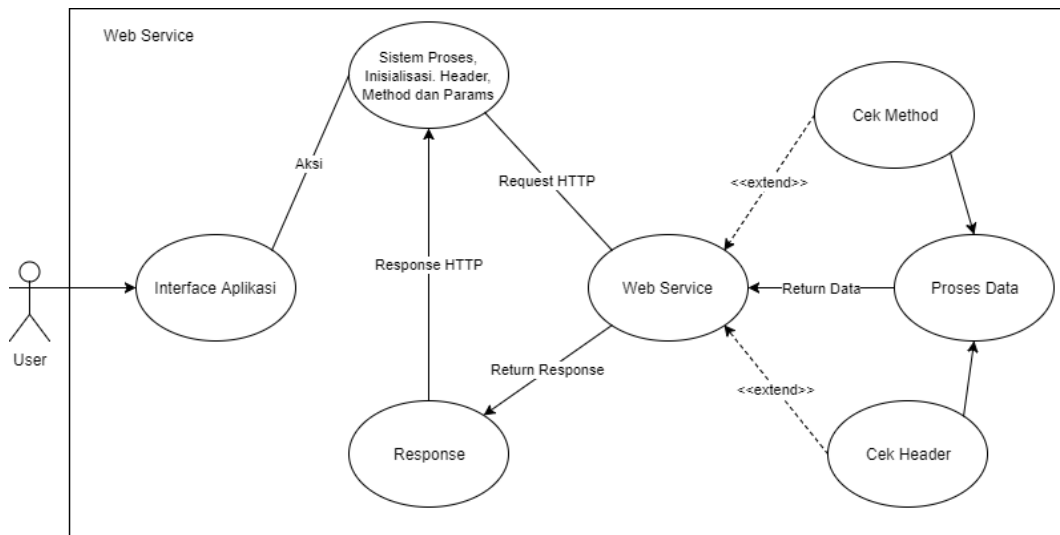 Web Service
Sistem Proses,
Inisialisasi. Header,
Method dan Params
Cek Method
Aksi
Request HTTP
<<extend>>
Response HTTP
Interface Aplikasi
Web Service
Return Data
Proses Data
User
Return Response
<<extend>>
Response
Cek Header